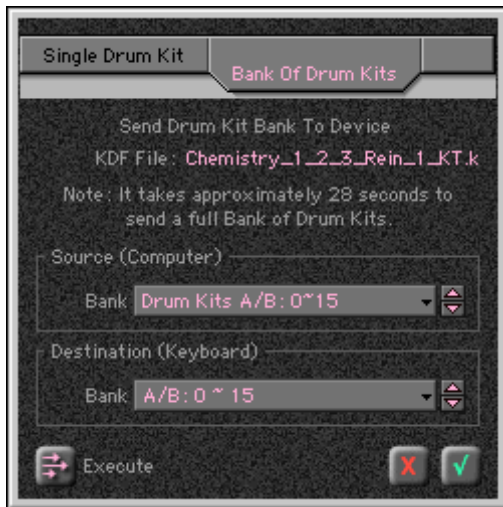 Single Drum Kit
Bank Of Drum Kits
Send Drum Kit Bank To Device
KDF File: Chemistry_1_2_3_Rein_1_KT.k
Note: It takes approximately 28 seconds to
send a full Bank of Drum Kits.
Source (Computer)
Bank Drum Kits A/B: 0~15
Destination (Keyboard)
Bank A/B: 0 ~ 15
Execute X √